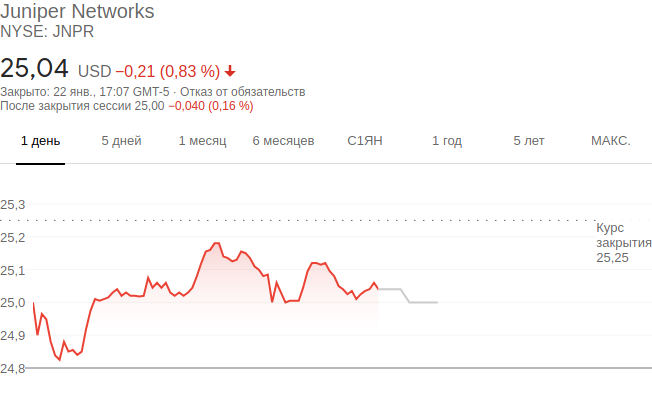 Juniper Networks
NYSE: JNPR
25,04 USD −0,21 (0,83 %)
Закрыто: 22 янв., 17:07 GMT-5 · Отказ от обязательств
После закрытия сессии 25,00 −0,040 (0,16 %)
1 день 5 дней 1 месяц 6 месяцев С1ЯН 1 год 5 лет МАКС.
25,3
Курс
закрытия
25,25
25,2
25,1
25,0
24,9
24,8